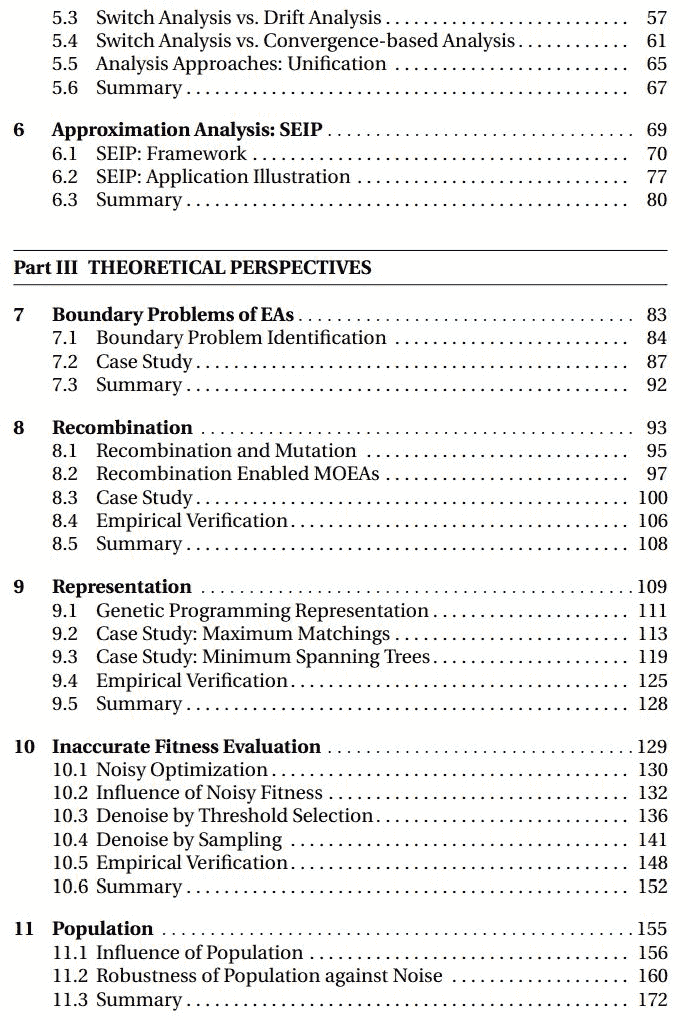 5.3 Switch Analysis vs. Drift Analysis . . . . . . . . . . . . . . . . . . . . . . . . . . . . . . 57
5.4 Switch Analysis vs. Convergence-based Analysis . . . . . . . . . . . . 61
5.5 Analysis Approaches: Unification . . . . . . . . . . . . . . . . . . . . . . . . . . . . . 65
5.6 Summary . . . . . . . . . . . . . . . . . . . . . . . . . . . . . . . . . . . . . . . . . . . . . . . . . . . . . 67
6 Approximation Analysis: SEIP . . . . . . . . . . . . . . . . . . . . . . . . . . . . . . . . . . . . 69
6.1 SEIP: Framework . . . . . . . . . . . . . . . . . . . . . . . . . . . . . . . . . . . . . . . . . . . . . 70
6.2 SEIP: Application Illustration . . . . . . . . . . . . . . . . . . . . . . . . . . . . . . . . . 77
6.3 Summary . . . . . . . . . . . . . . . . . . . . . . . . . . . . . . . . . . . . . . . . . . . . . . . . . . . . . 80
Part III THEORETICAL PERSPECTIVES
7 Boundary Problems of EAs . . . . . . . . . . . . . . . . . . . . . . . . . . . . . . . . . . . . . . . 83
7.1 Boundary Problem Identification . . . . . . . . . . . . . . . . . . . . . . . . . . . . . 84
7.2 Case Study . . . . . . . . . . . . . . . . . . . . . . . . . . . . . . . . . . . . . . . . . . . . . . . . . . . . 87
7.3 Summary . . . . . . . . . . . . . . . . . . . . . . . . . . . . . . . . . . . . . . . . . . . . . . . . . . . . . 92
8 Recombination . . . . . . . . . . . . . . . . . . . . . . . . . . . . . . . . . . . . . . . . . . . . . . . . . . . 93
8.1 Recombination and Mutation . . . . . . . . . . . . . . . . . . . . . . . . . . . . . . . . 95
8.2 Recombination Enabled MOEAs . . . . . . . . . . . . . . . . . . . . . . . . . . . . . . 97
8.3 Case Study . . . . . . . . . . . . . . . . . . . . . . . . . . . . . . . . . . . . . . . . . . . . . . . . . . . . 100
8.4 Empirical Verification . . . . . . . . . . . . . . . . . . . . . . . . . . . . . . . . . . . . . . . . 106
8.5 Summary . . . . . . . . . . . . . . . . . . . . . . . . . . . . . . . . . . . . . . . . . . . . . . . . . . . . . 108
9 Representation . . . . . . . . . . . . . . . . . . . . . . . . . . . . . . . . . . . . . . . . . . . . . . . . . . . 109
9.1 Genetic Programming Representation . . . . . . . . . . . . . . . . . . . . . . . . 111
9.2 Case Study: Maximum Matchings . . . . . . . . . . . . . . . . . . . . . . . . . . . . . 113
9.3 Case Study: Minimum Spanning Trees . . . . . . . . . . . . . . . . . . . . . . . . 119
9.4 Empirical Verification . . . . . . . . . . . . . . . . . . . . . . . . . . . . . . . . . . . . . . . . 125
9.5 Summary . . . . . . . . . . . . . . . . . . . . . . . . . . . . . . . . . . . . . . . . . . . . . . . . . . . . . 128
10 Inaccurate Fitness Evaluation . . . . . . . . . . . . . . . . . . . . . . . . . . . . . . . . . . . . 129
10.1 Noisy Optimization . . . . . . . . . . . . . . . . . . . . . . . . . . . . . . . . . . . . . . . . . . 130
10.2 Influence of Noisy Fitness . . . . . . . . . . . . . . . . . . . . . . . . . . . . . . . . . . . . 132
10.3 Denoise by Threshold Selection . . . . . . . . . . . . . . . . . . . . . . . . . . . . . . 136
10.4 Denoise by Sampling . . . . . . . . . . . . . . . . . . . . . . . . . . . . . . . . . . . . . . . . 141
10.5 Empirical Verification . . . . . . . . . . . . . . . . . . . . . . . . . . . . . . . . . . . . . . . . 148
10.6 Summary . . . . . . . . . . . . . . . . . . . . . . . . . . . . . . . . . . . . . . . . . . . . . . . . . . . . . 152
11 Population . . . . . . . . . . . . . . . . . . . . . . . . . . . . . . . . . . . . . . . . . . . . . . . . . . . . . . . 155
11.1 Influence of Population . . . . . . . . . . . . . . . . . . . . . . . . . . . . . . . . . . . . . . 156
11.2 Robustness of Population against Noise . . . . . . . . . . . . . . . . . . . . . . 160
11.3 Summary . . . . . . . . . . . . . . . . . . . . . . . . . . . . . . . . . . . . . . . . . . . . . . . . . . . . . 172